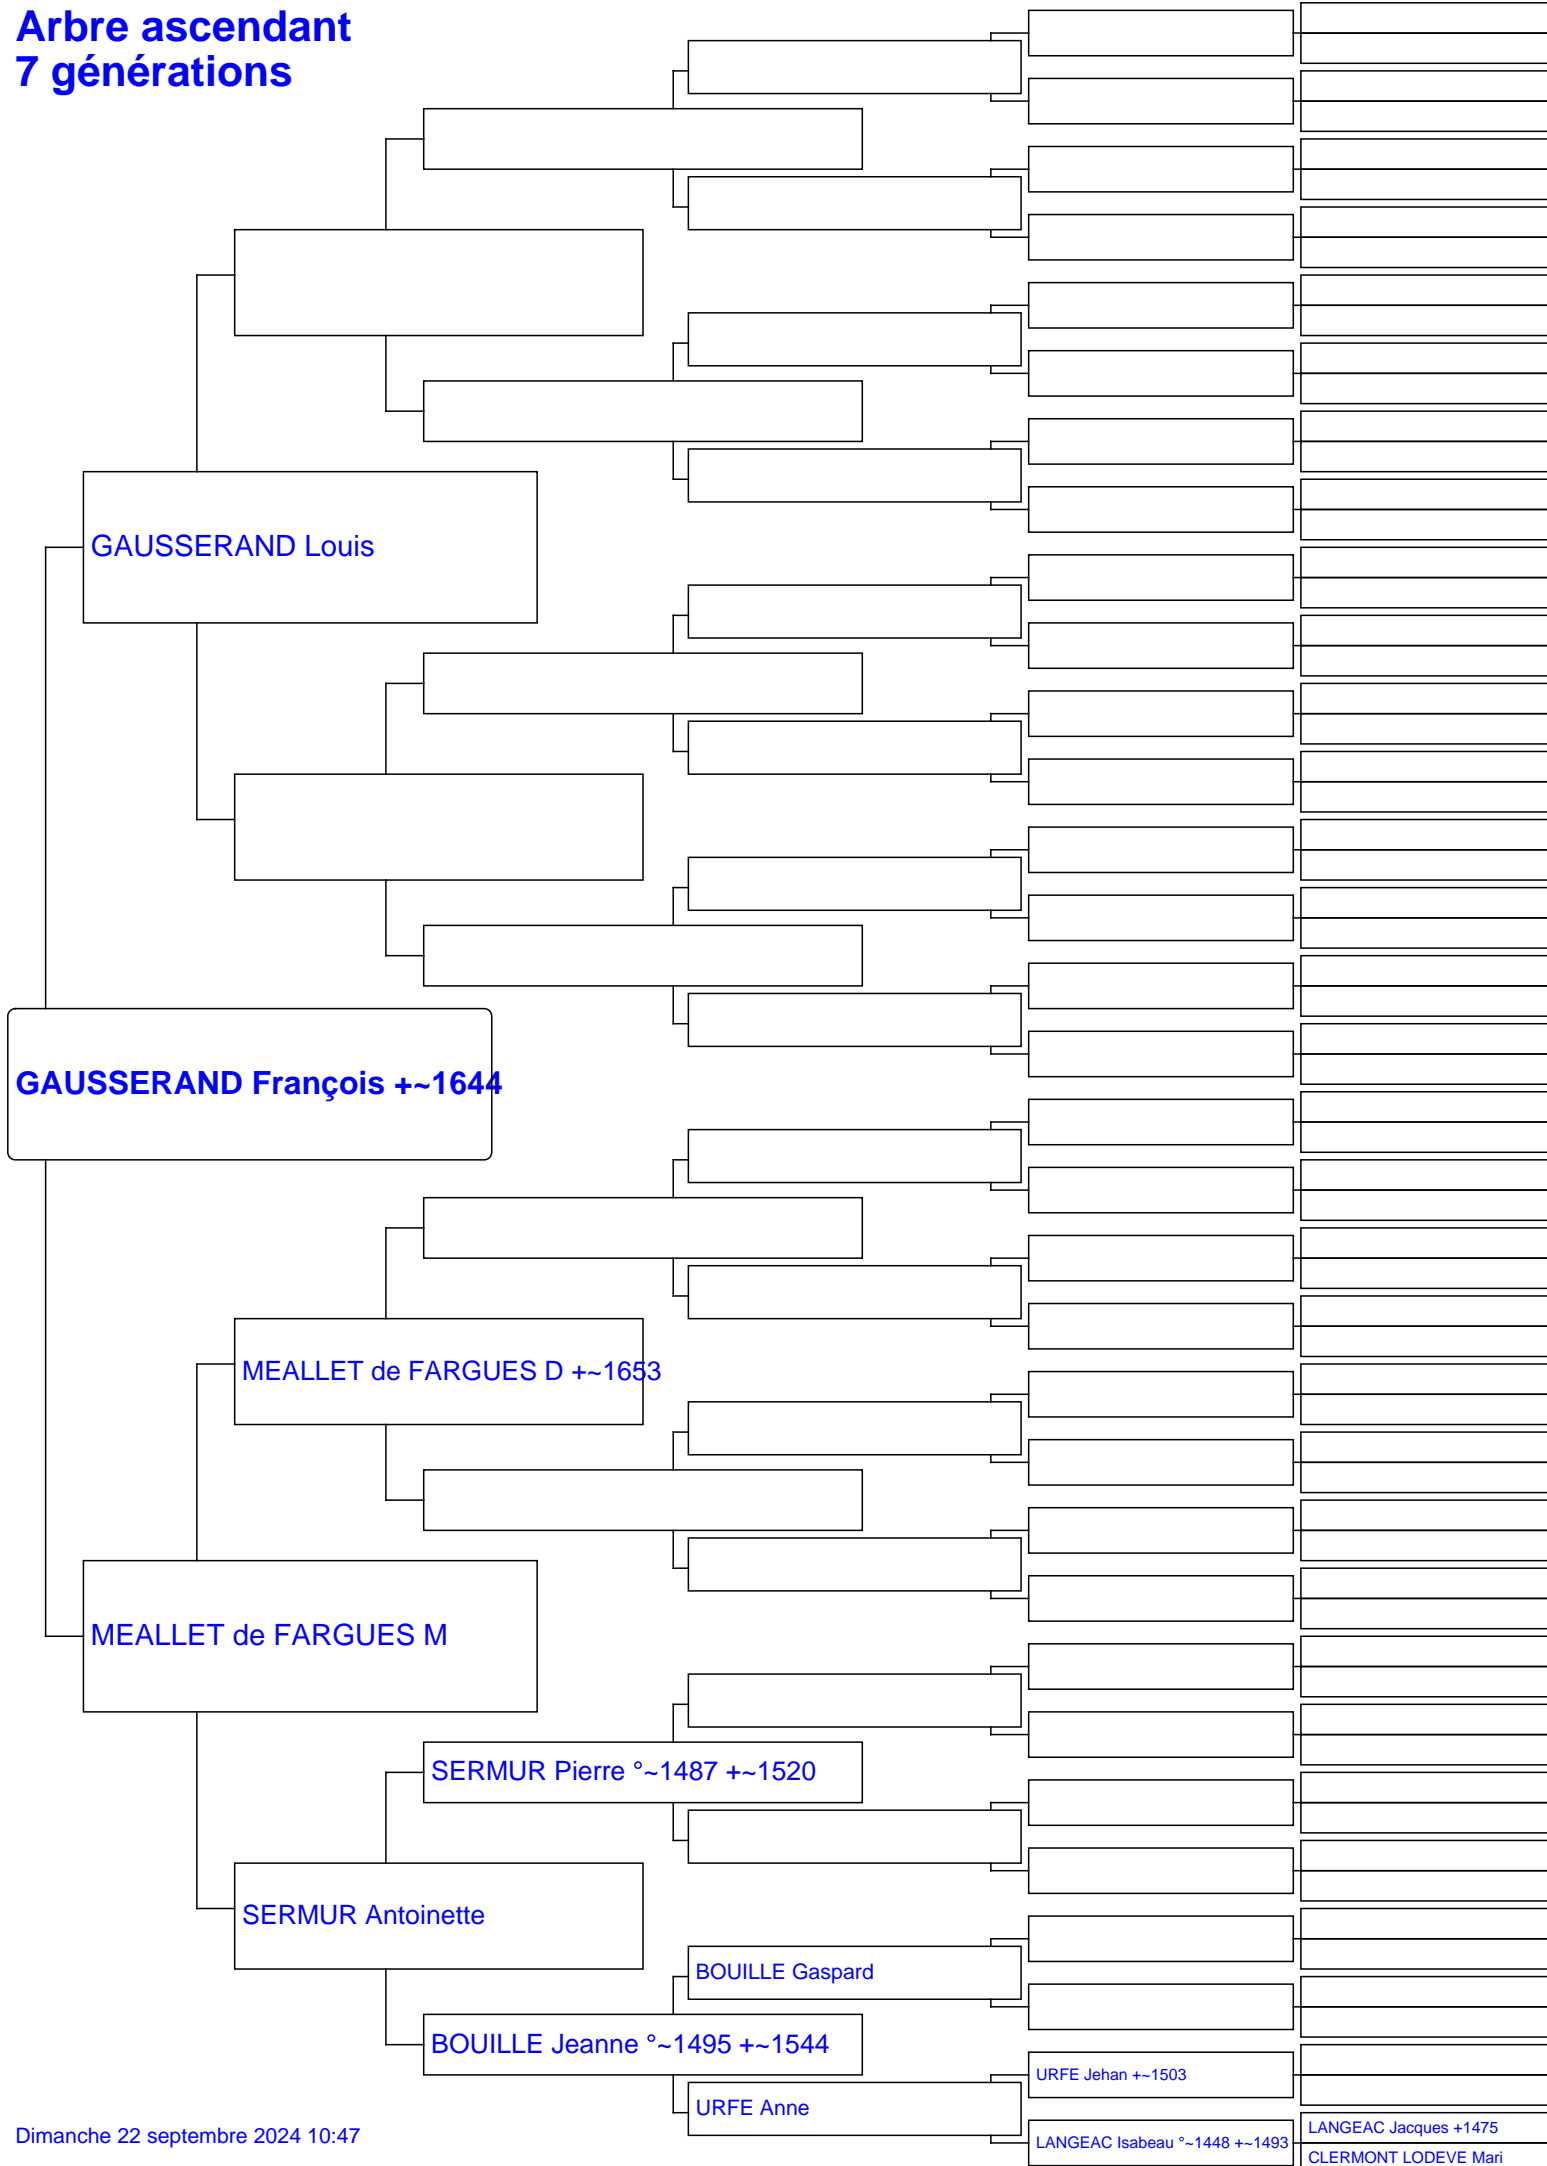 Arbre ascendant
7 générations
GAUSSERAND Louis
GAUSSERAND François +~1644
MEALLET de FARGUES D +~1653
MEALLET de FARGUES M
SERMUR Pierre °~1487 +~1520
SERMUR Antoinette
BOUILLE Gaspard
BOUILLE Jeanne °~1495 +~1544
URFE Jehan +~1503
URFE Anne
LANGEAC Jacques +1475
LANGEAC Isabeau °~1448 +~1493
CLERMONT LODEVE Mari
Dimanche 22 septembre 2024 10:47